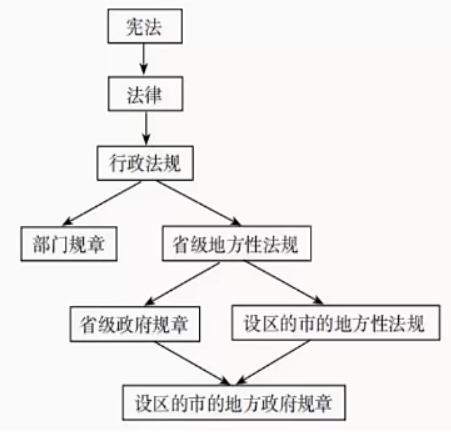 宪法
法律
行政法规
部门规章
省级地方性法规
省级政府规章
设区的市的地方性法规
设区的市的地方政府规章